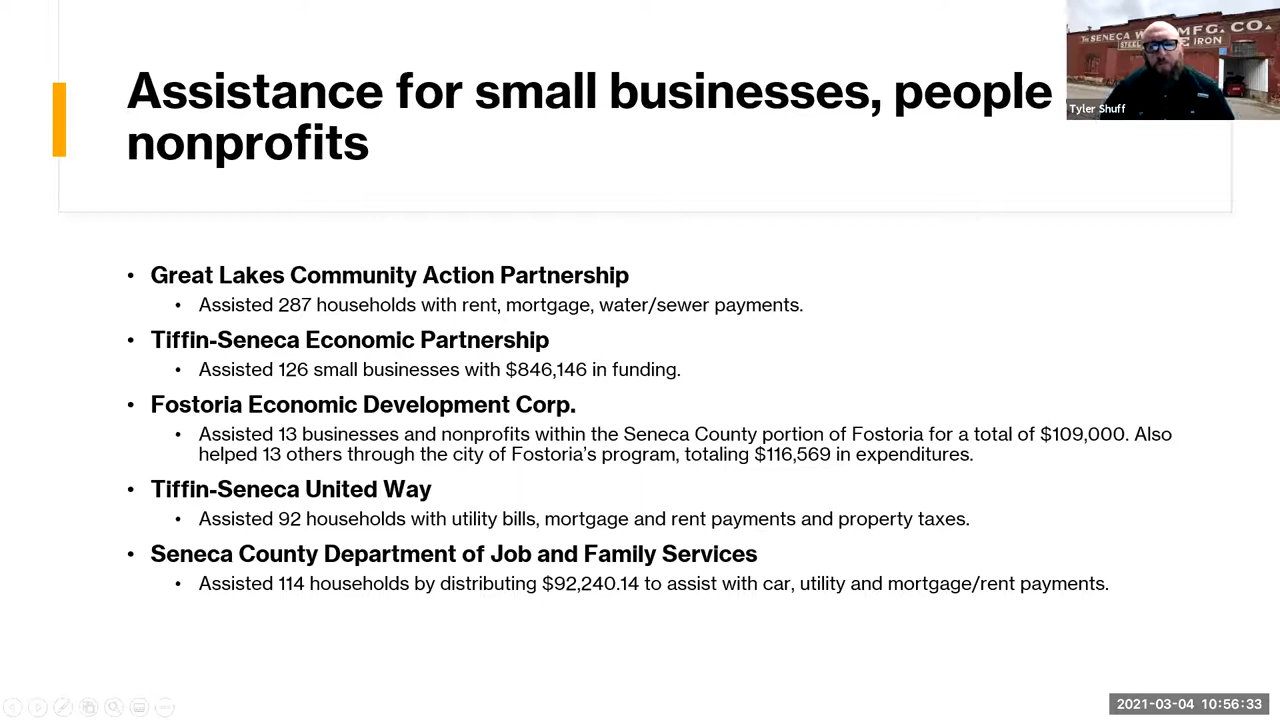 Assistance for small businesses, people
nonprofits
THE SENECA W MFG. CO.
STEEL IRON
Tyler Shuff
• Great Lakes Community Action Partnership
• Assisted 287 households with rent, mortgage, water/sewer payments.
• Tiffin-Seneca Economic Partnership
• Assisted 126 small businesses with $846,146 in funding.
• Fostoria Economic Development Corp.
• Assisted 13 businesses and nonprofits within the Seneca County portion of Fostoria for a total of $109,000. Also
helped 13 others through the city of Fostoria’s program, totaling $116,569 in expenditures.
• Tiffin-Seneca United Way
• Assisted 92 households with utility bills, mortgage and rent payments and property taxes.
• Seneca County Department of Job and Family Services
• Assisted 114 households by distributing $92,240.14 to assist with car, utility and mortgage/rent payments.
2021-03-04 10:56:33